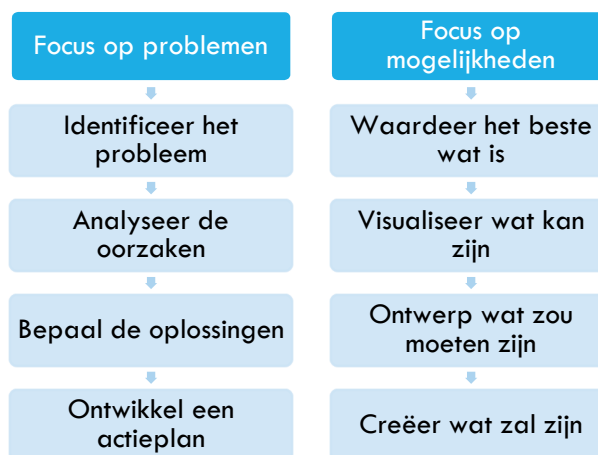 Focus op problemen
Identificeer het
probleem
Analyseer de
oorzaken
Bepaal de oplossingen
Ontwikkel een
actieplan
Focus op
mogelijkheden
Waardeer het beste
wat is
Visualiseer wat kan
zijn
Ontwerp wat zou
moeten zijn
Creëer wat zal zijn